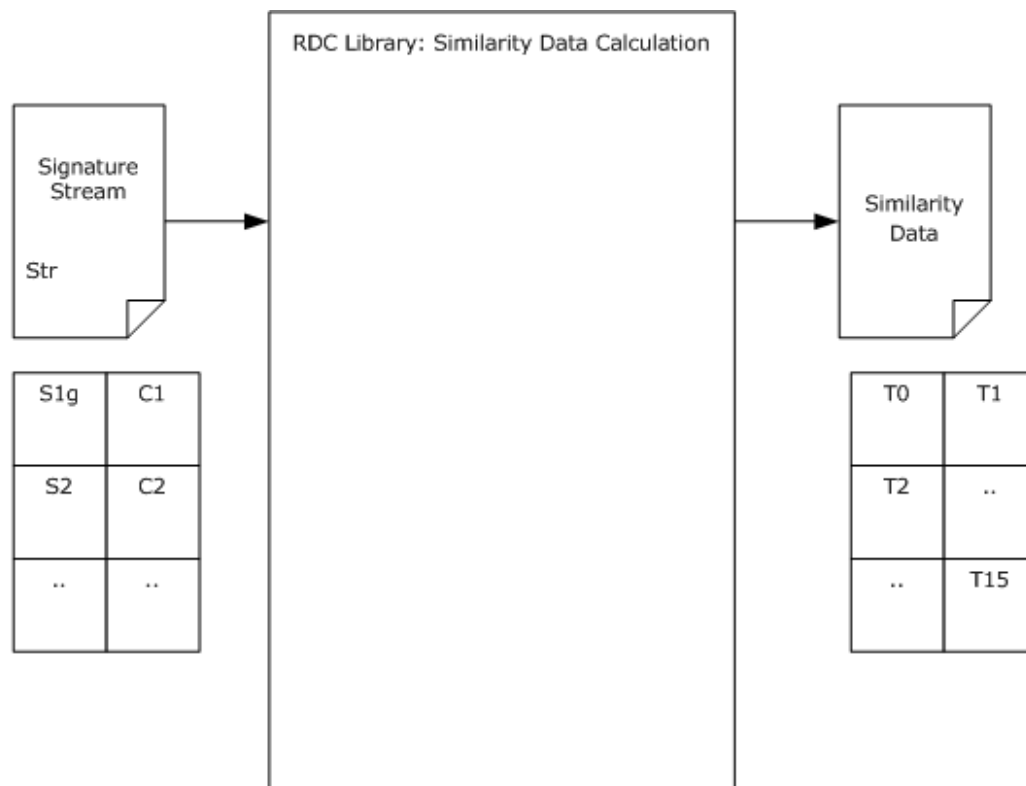 RDC Library: Similarity Data Calculation
Signature
Stream
Str
Similarity
Data
S1g C1
S2 C2
.. ..
T0 T1
T2 ..
.. T15